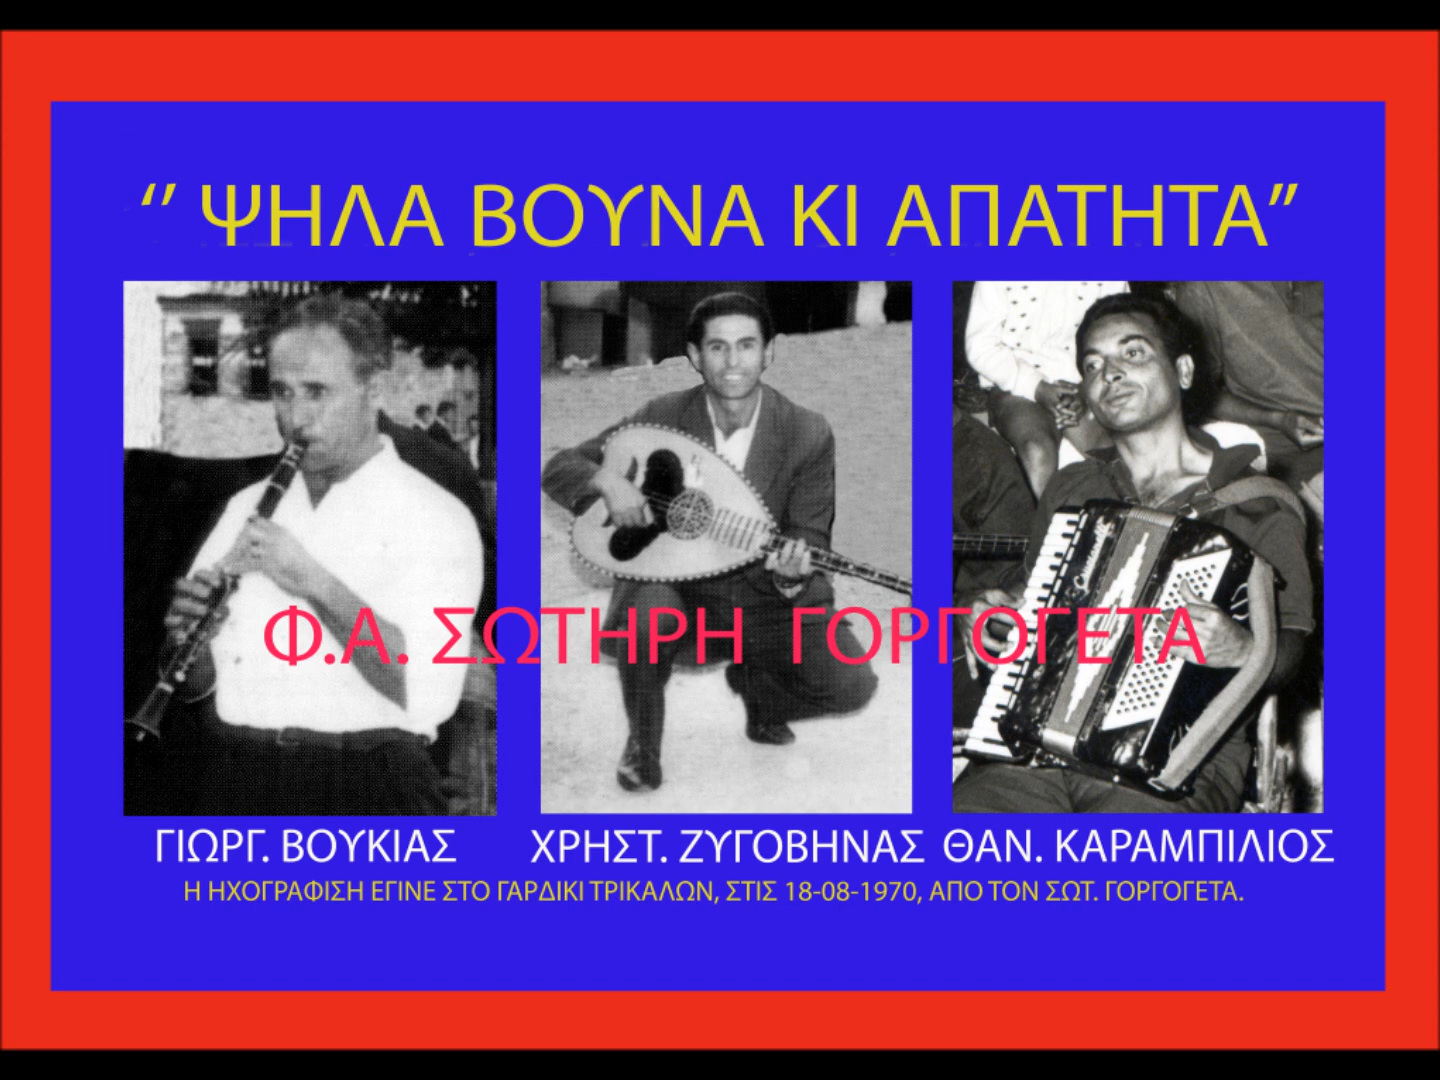 ‘’ ΨΗΛΑ ΒΟΥΝΑ ΚΙ ΑΠΑΤΗΤΑ’’
Φ.Α. ΣΩΤΗΡΗ ΓΟΡΓΟΓΕΤΑ
ΓΙΩΡΓ. ΒΟΥΚΙΑΣ ΧΡΗΣΤ. ΖΥΓΟΒΗΝΑΣ ΘΑΝ. ΚΑΡΑΜΠΙΛΙΟΣ
Η ΗΧΟΓΡΑΦΙΣΗ ΕΓΙΝΕ ΣΤΟ ΓΑΡΔΙΚΙ ΤΡΙΚΑΛΩΝ, ΣΤΙΣ 18-08-1970, ΑΠΟ ΤΟΝ ΣΩΤ. ΓΟΡΓΟΓΕΤΑ.